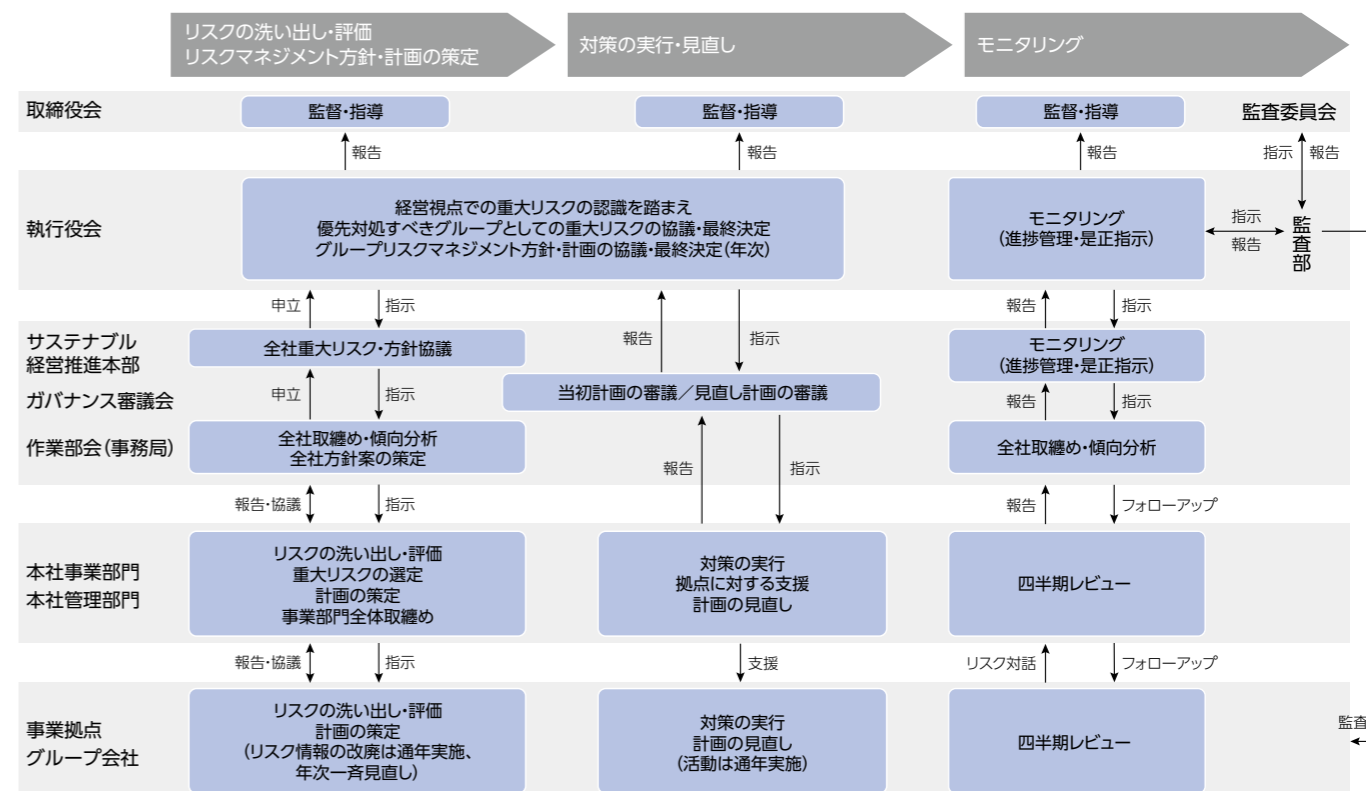 リスクの洗い出し・評価
リスクマネジメント方針・計画の策定
対策の実行・見直し
モニタリング
取締役会
監督・指導
監督・指導
監督・指導
監査委員会
報告
報告
報告
指示
報告
執行役会
経営視点での重大リスクの認識を踏まえ
優先対処すべきグループとしての重大リスクの協議・最終決定
グループリスクマネジメント方針・計画の協議・最終決定(年次)
モニタリング
(進捗管理・是正指示)
指示
報告
監査部
申立
指示
報告
指示
報告
指示
サステナブル
経営推進本部
全社重大リスク・方針協議
モニタリング
(進捗管理・是正指示)
ガバナンス審議会
申立
指示
当初計画の審議/見直し計画の審議
報告
指示
作業部会(事務局)
全社取纏め・傾向分析
全社方針案の策定
報告
指示
全社取纏め・傾向分析
報告・協議
指示
報告
フォローアップ
本社事業部門
本社管理部門
リスクの洗い出し・評価
重大リスクの選定
計画の策定
事業部門全体取纏め
対策の実行
拠点に対する支援
計画の見直し
四半期レビュー
報告・協議
指示
支援
リスク対話
フォローアップ
事業拠点
グループ会社
リスクの洗い出し・評価
計画の策定
(リスク情報の改廃は通年実施、
年次一斉見直し)
対策の実行
計画の見直し
(活動は通年実施)
四半期レビュー
監査